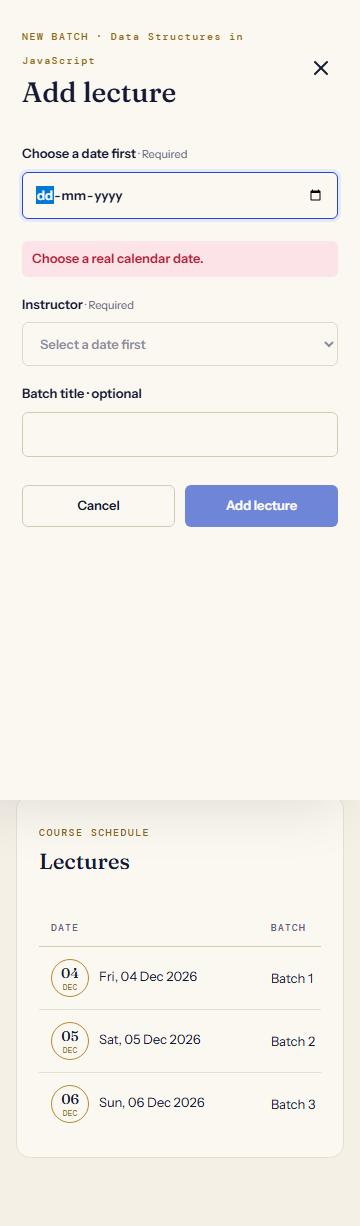 NEW BATCH · Data Structures in
JavaScript
Add lecture
Choose a date first · Required
dd-mm-yyyy
Choose a real calendar date.
Instructor · Required
Select a date first
Batch title · optional
Cancel
Add lecture
COURSE SCHEDULE
Lectures
DATE BATCH
04 DEC Fri, 04 Dec 2026 Batch 1
05 DEC Sat, 05 Dec 2026 Batch 2
06 DEC Sun, 06 Dec 2026 Batch 3